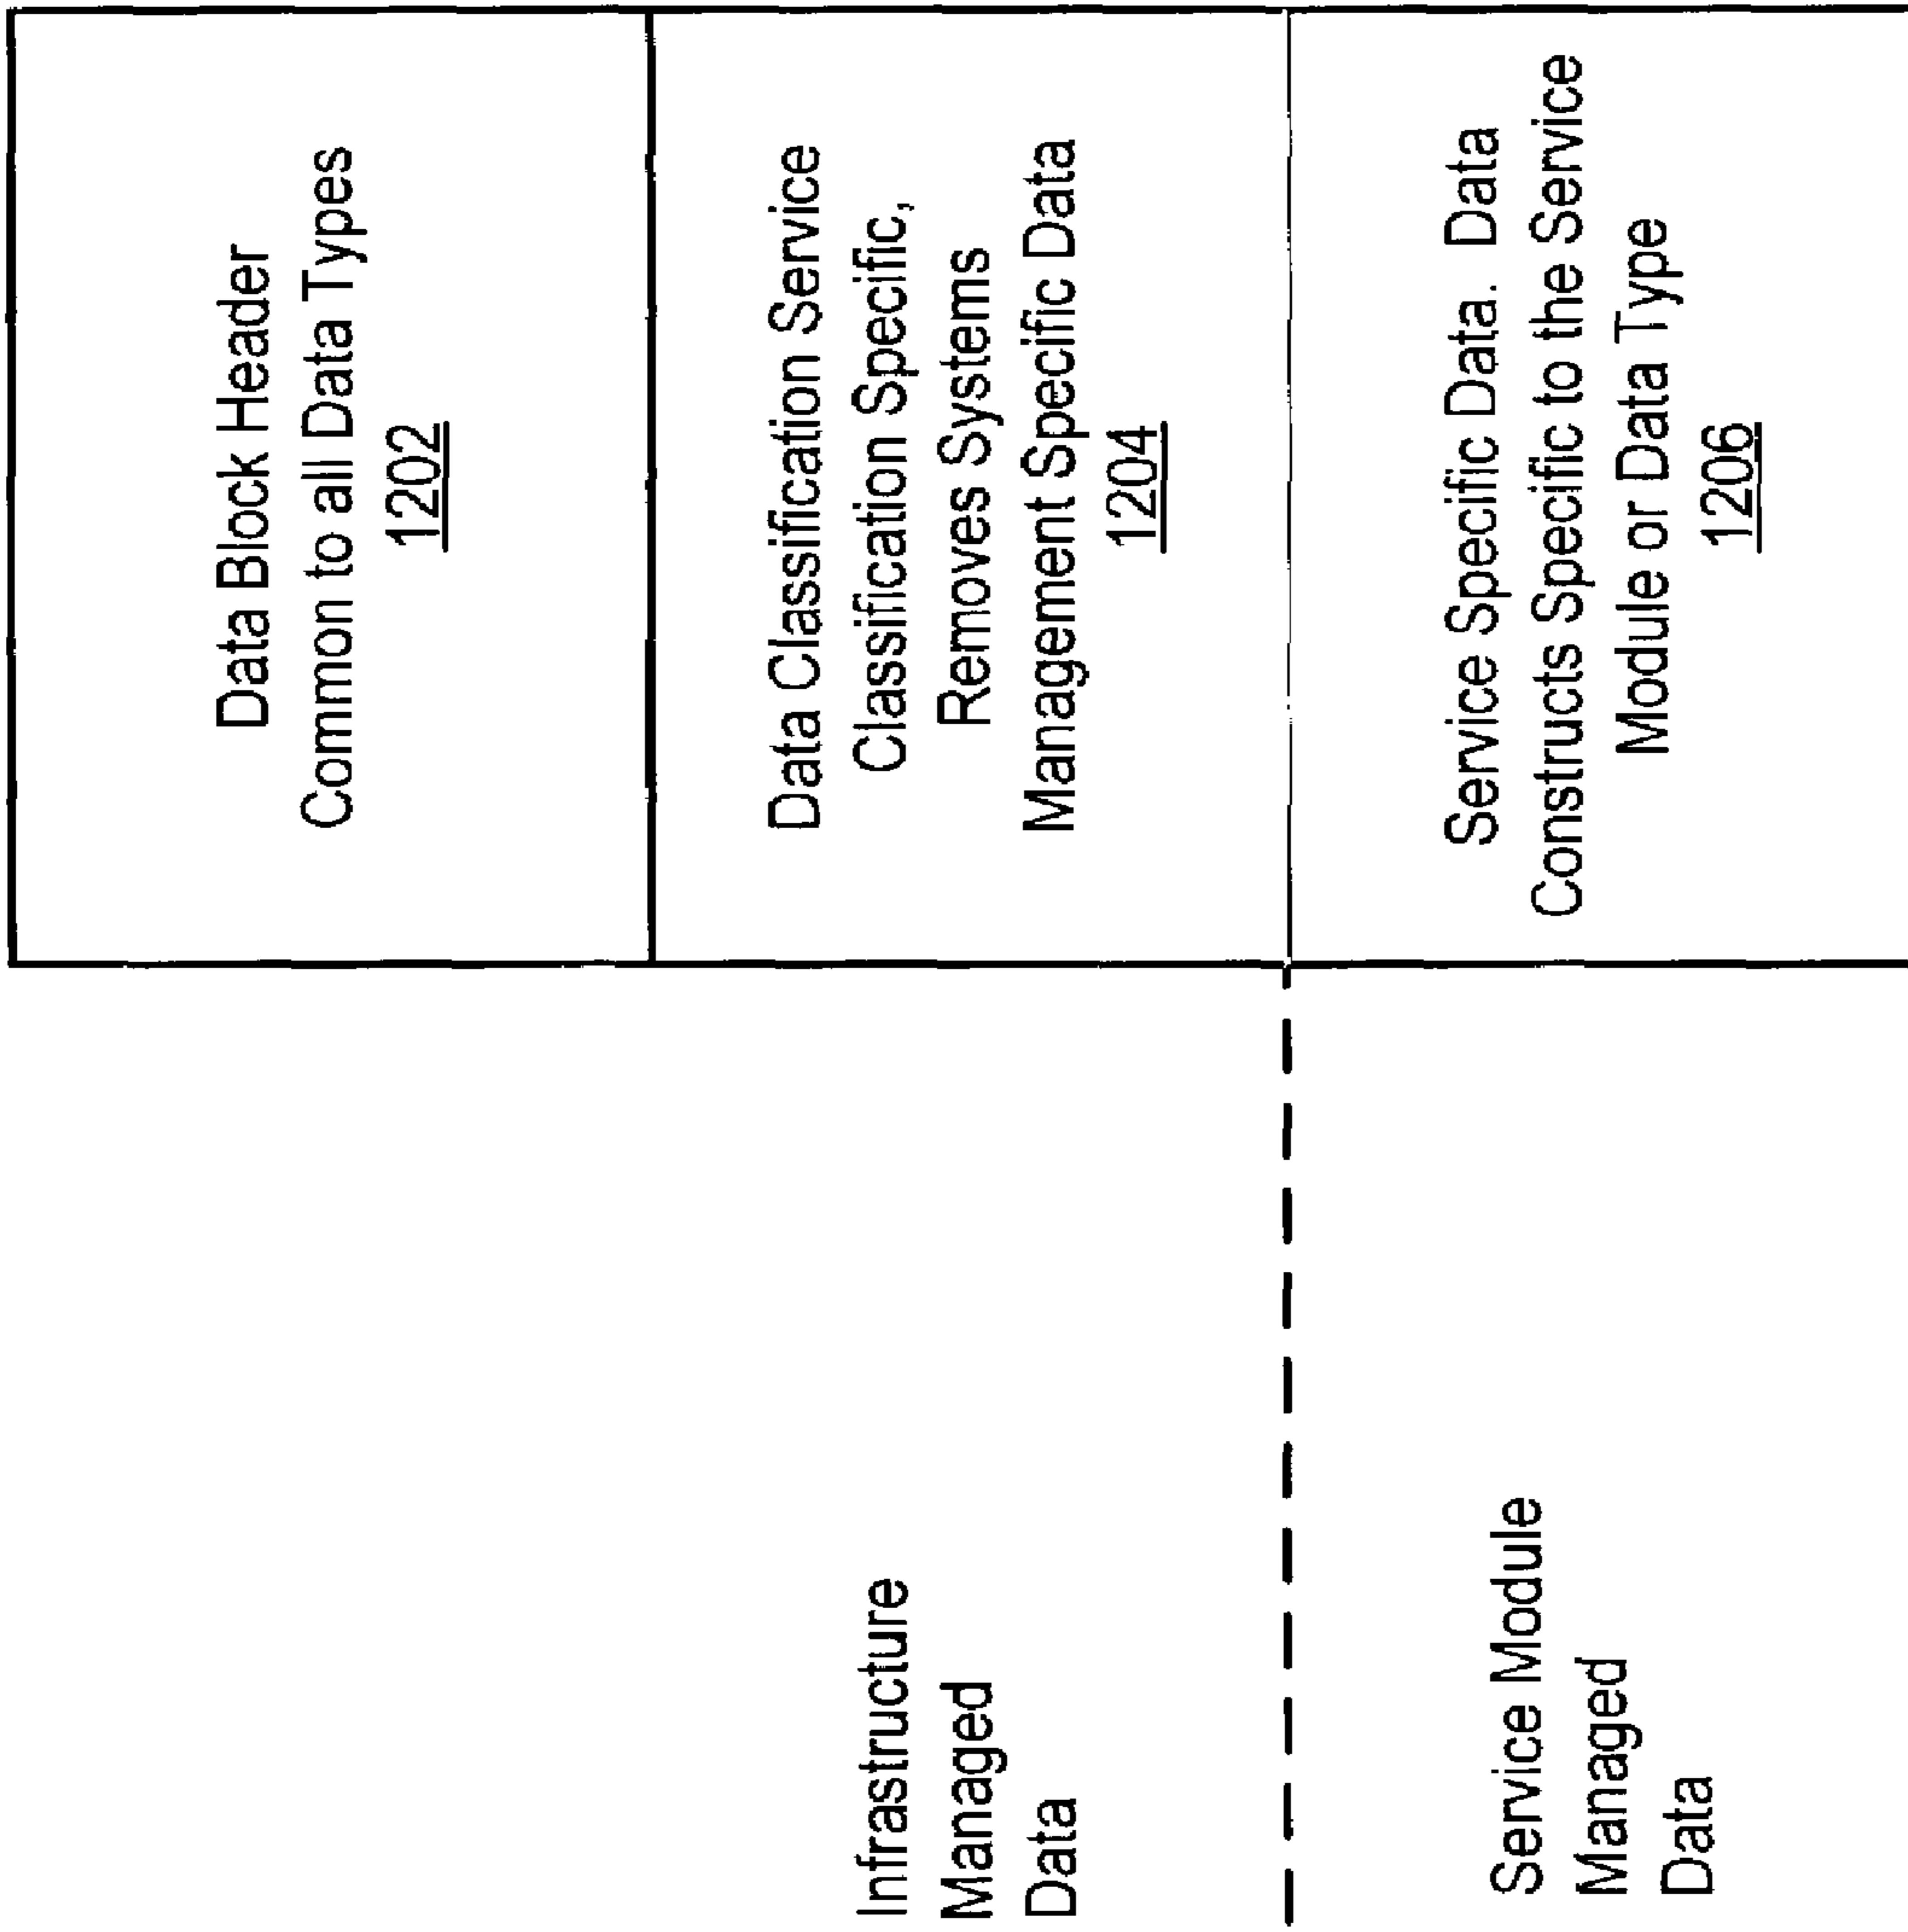 Data Block Header
Common to all Data Types
1202
Infrastructure
Managed
Data
Data Classification Service
Classification Specific,
Removes Systems
Management Specific Data
1204
Service Module
Managed
Data
Service Specific Data. Data
Constructs Specific to the Service
Module or Data Type
1206